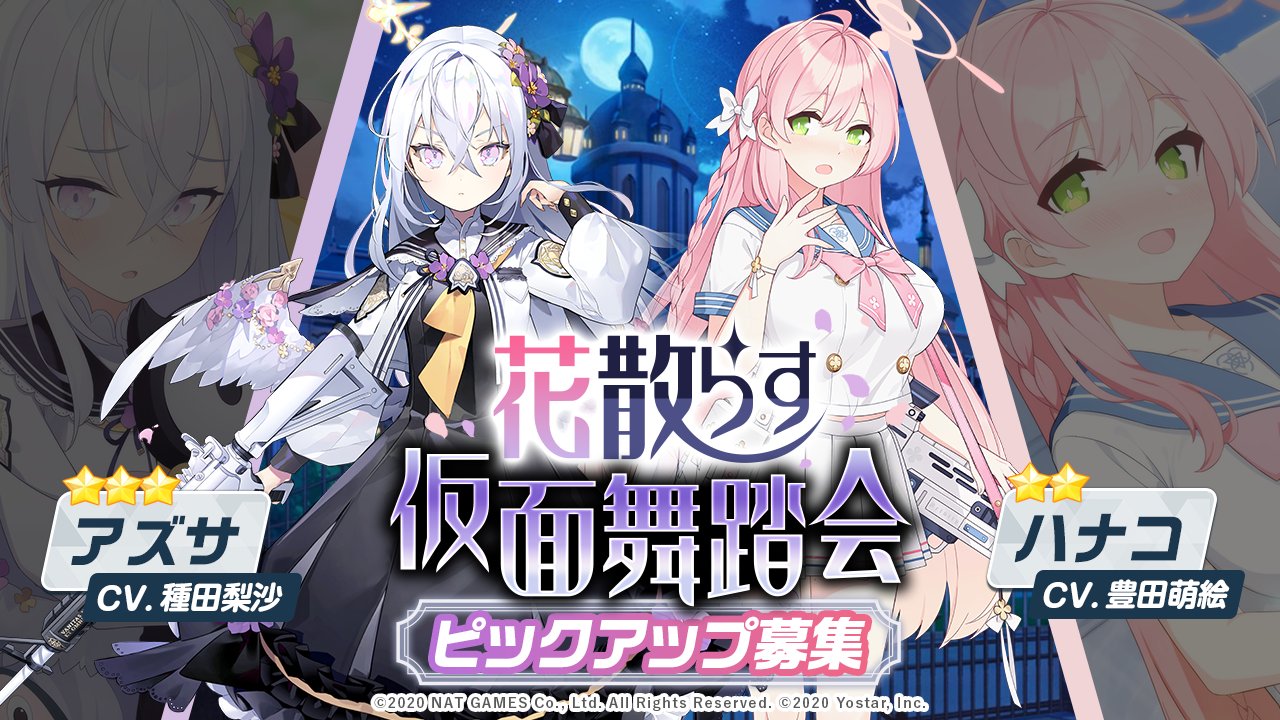 花散らす
仮面舞踏会
ピックアップ募集
アズサ
CV. 種田梨沙
ハナコ
CV. 豊田萌絵
©2020 NAT GAMES Co., Ltd. All Rights Reserved. ©2020 Yostar, Inc.